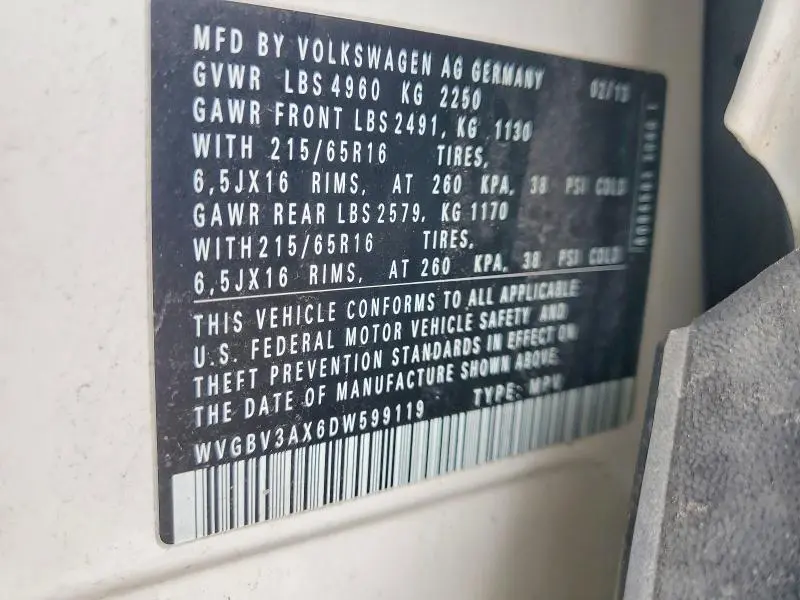 MFD BY VOLKSWAGEN AG GERMANY 02/13
GVWR LBS 4960 KG 2250
GAWR FRONT LBS 2491, KG 1130
WITH 215/65R16 TIRES,
6,5JX16 RIMS, AT 260 KPA, 38 PSI COLD
GAWR REAR LBS 2579, KG 1170
WITH 215/65R16 TIRES,
6,5JX16 RIMS, AT 260 KPA, 38 PSI COLD
THIS VEHICLE CONFORMS TO ALL APPLICABLE
U.S. FEDERAL MOTOR VEHICLE SAFETY AND
THEFT PREVENTION STANDARDS IN EFFECT ON
THE DATE OF MANUFACTURE SHOWN ABOVE.
WVGBV3AX6DW599119 TYPE: MPV